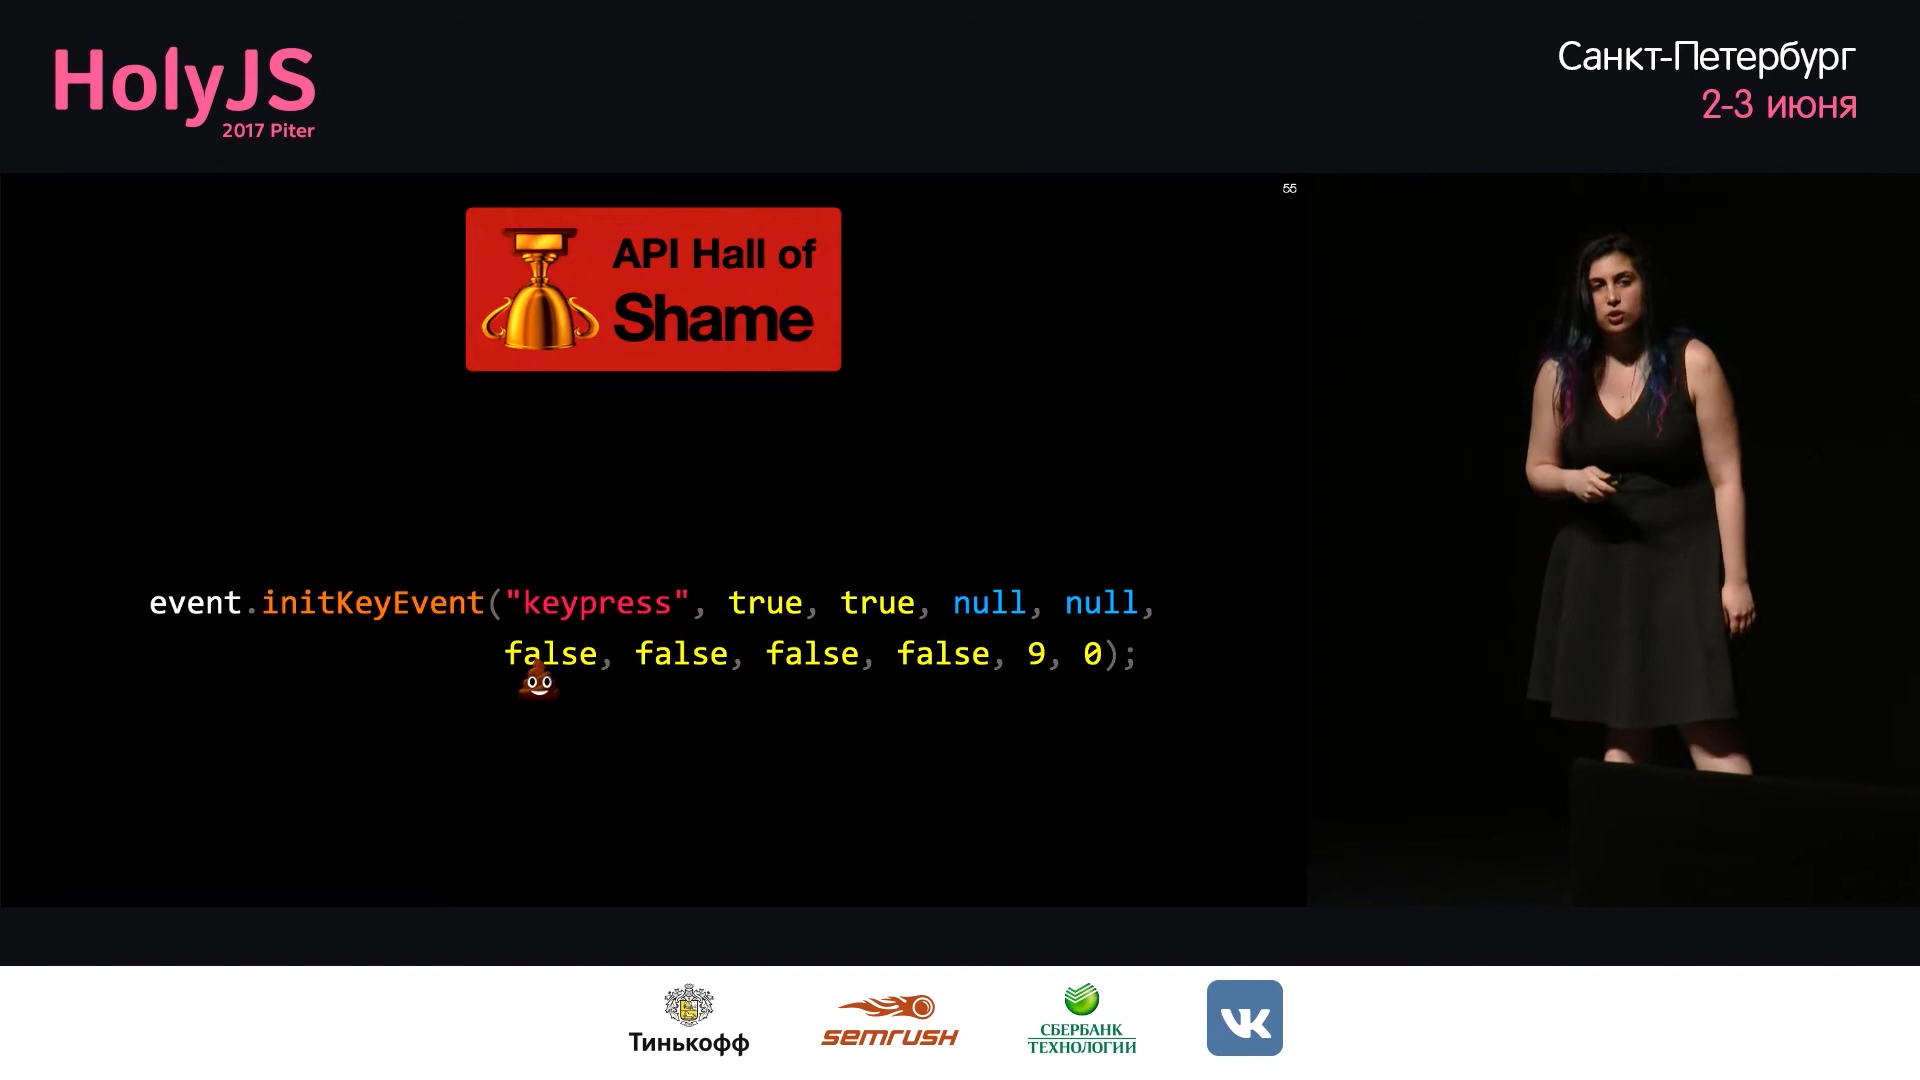 HolyJS
2017 Piter
Санкт-Петербург
2-3 июня
55
API Hall of
Shame
event.initKeyEvent("keypress", true, true, null, null,
false, false, false, false, 9, 0);
Тинькофф
semrush
СБЕРБАНК
ТЕХНОЛОГИИ
VK